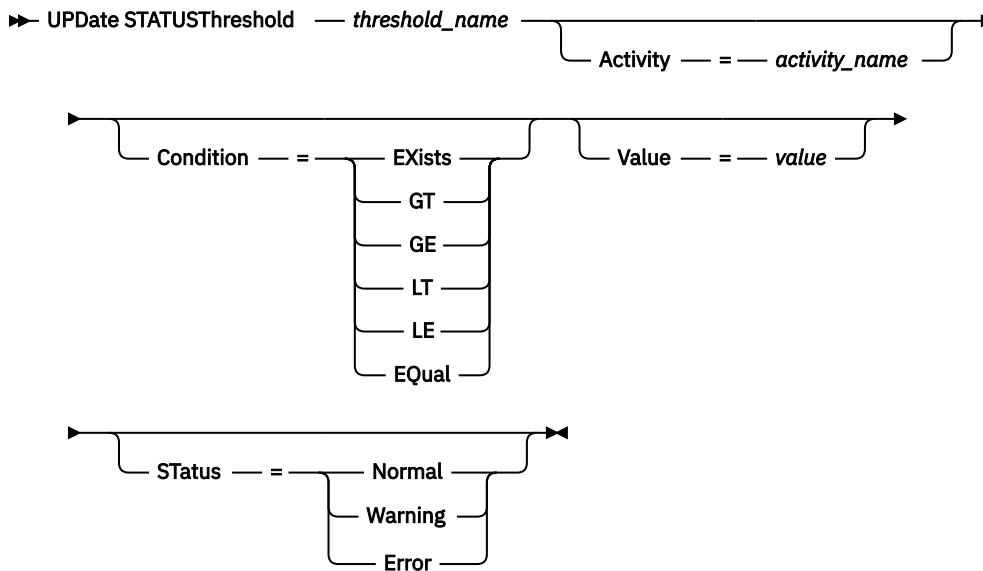 UPDate STATUSThreshold threshold_name
Activity = activity_name
Condition = EXists Value = value
GT
GE
LT
LE
EQual
STatus = Normal
Warning
Error